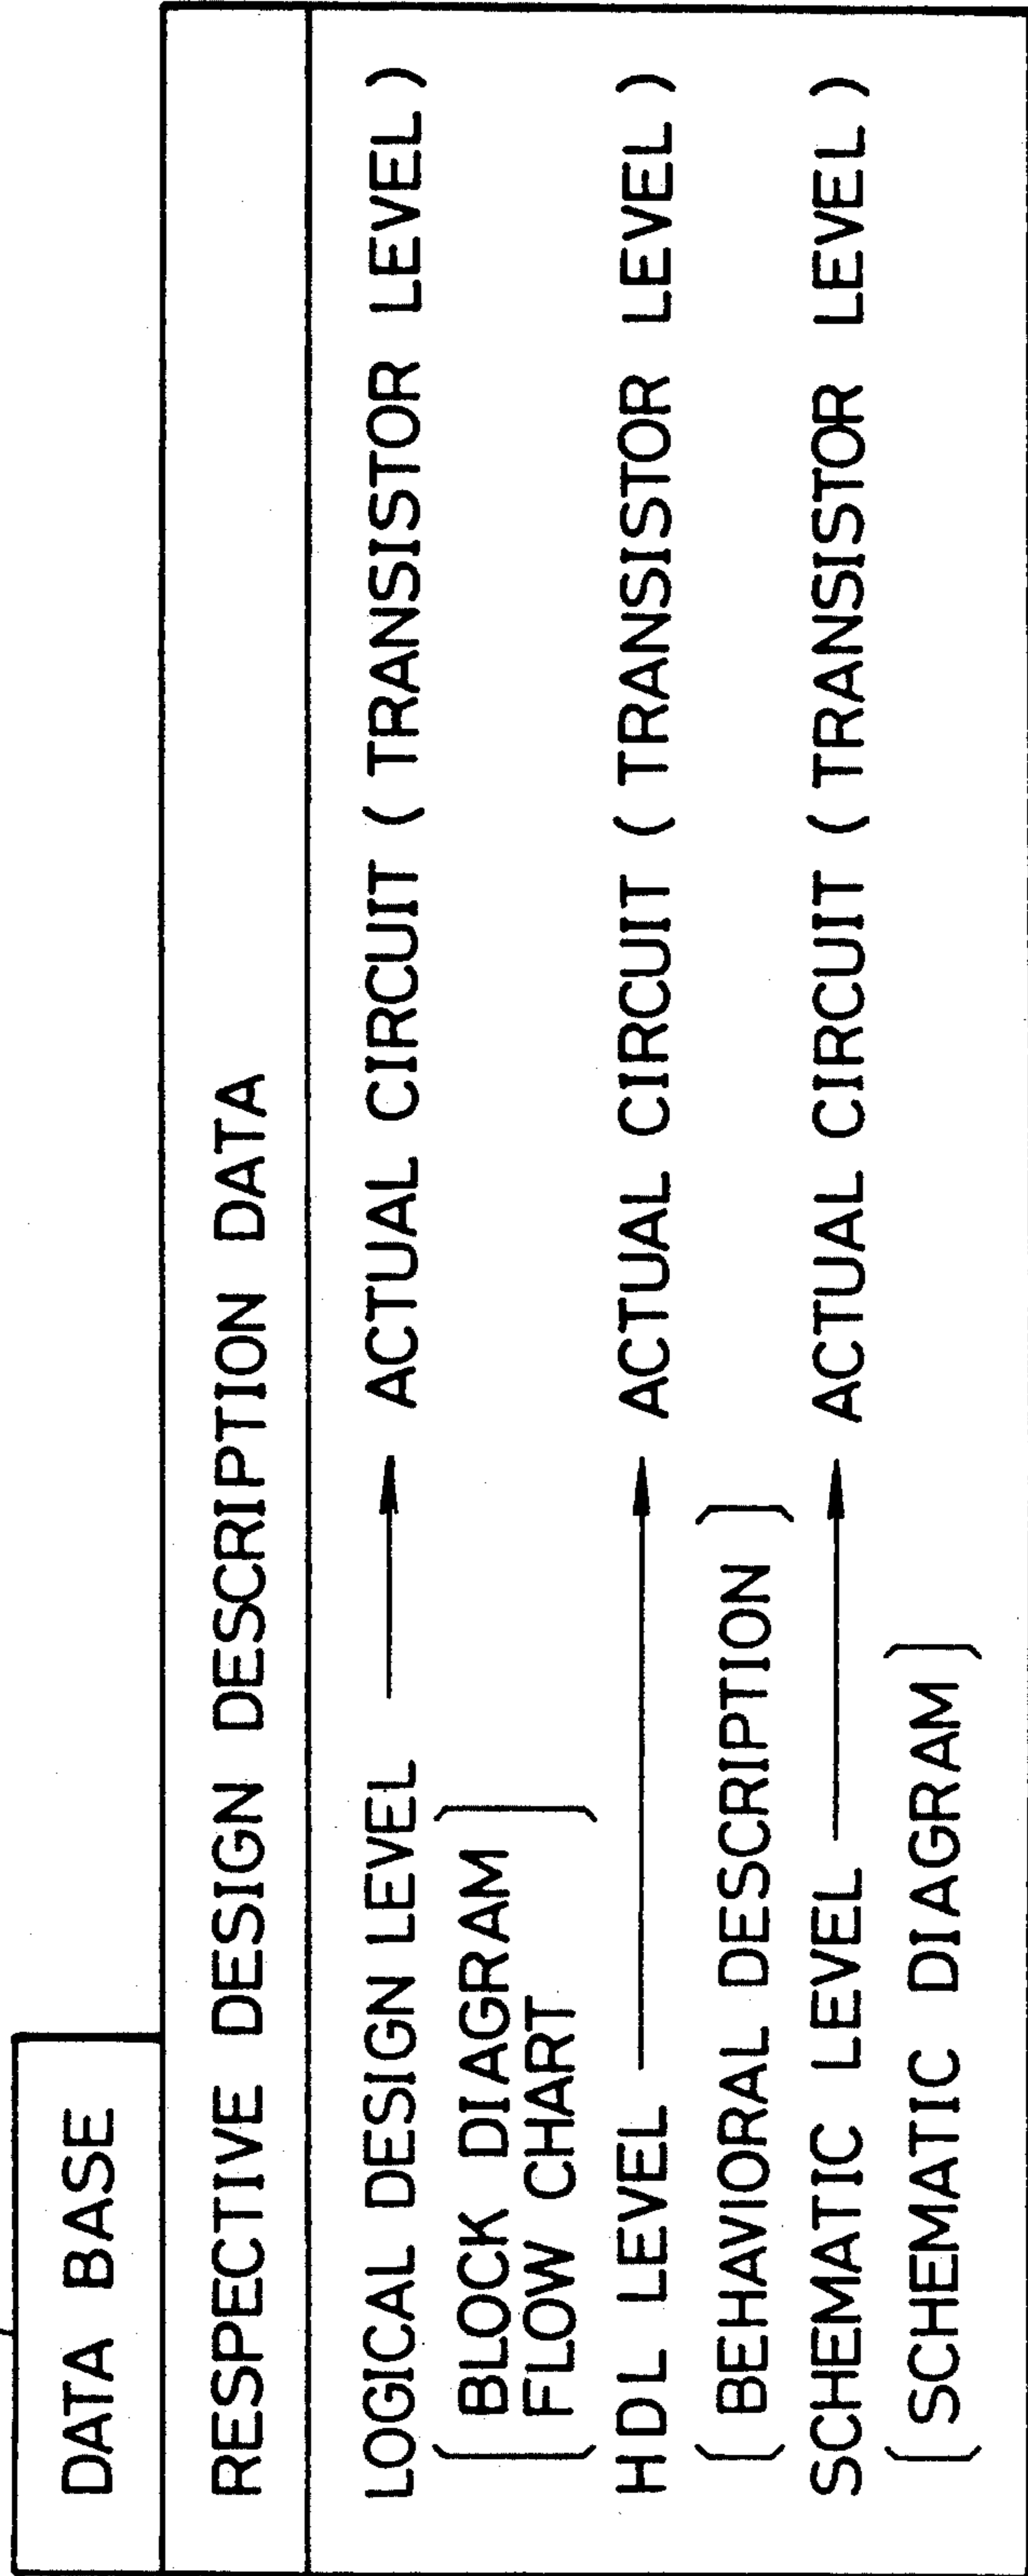 DATA BASE
RESPECTIVE DESIGN DESCRIPTION DATA
LOGICAL DESIGN LEVEL → ACTUAL CIRCUIT ( TRANSISTOR LEVEL )
[ BLOCK DIAGRAM
FLOW CHART ]
HDL LEVEL → ACTUAL CIRCUIT ( TRANSISTOR LEVEL )
[ BEHAVIORAL DESCRIPTION ]
SCHEMATIC LEVEL → ACTUAL CIRCUIT ( TRANSISTOR LEVEL )
[ SCHEMATIC DIAGRAM ]